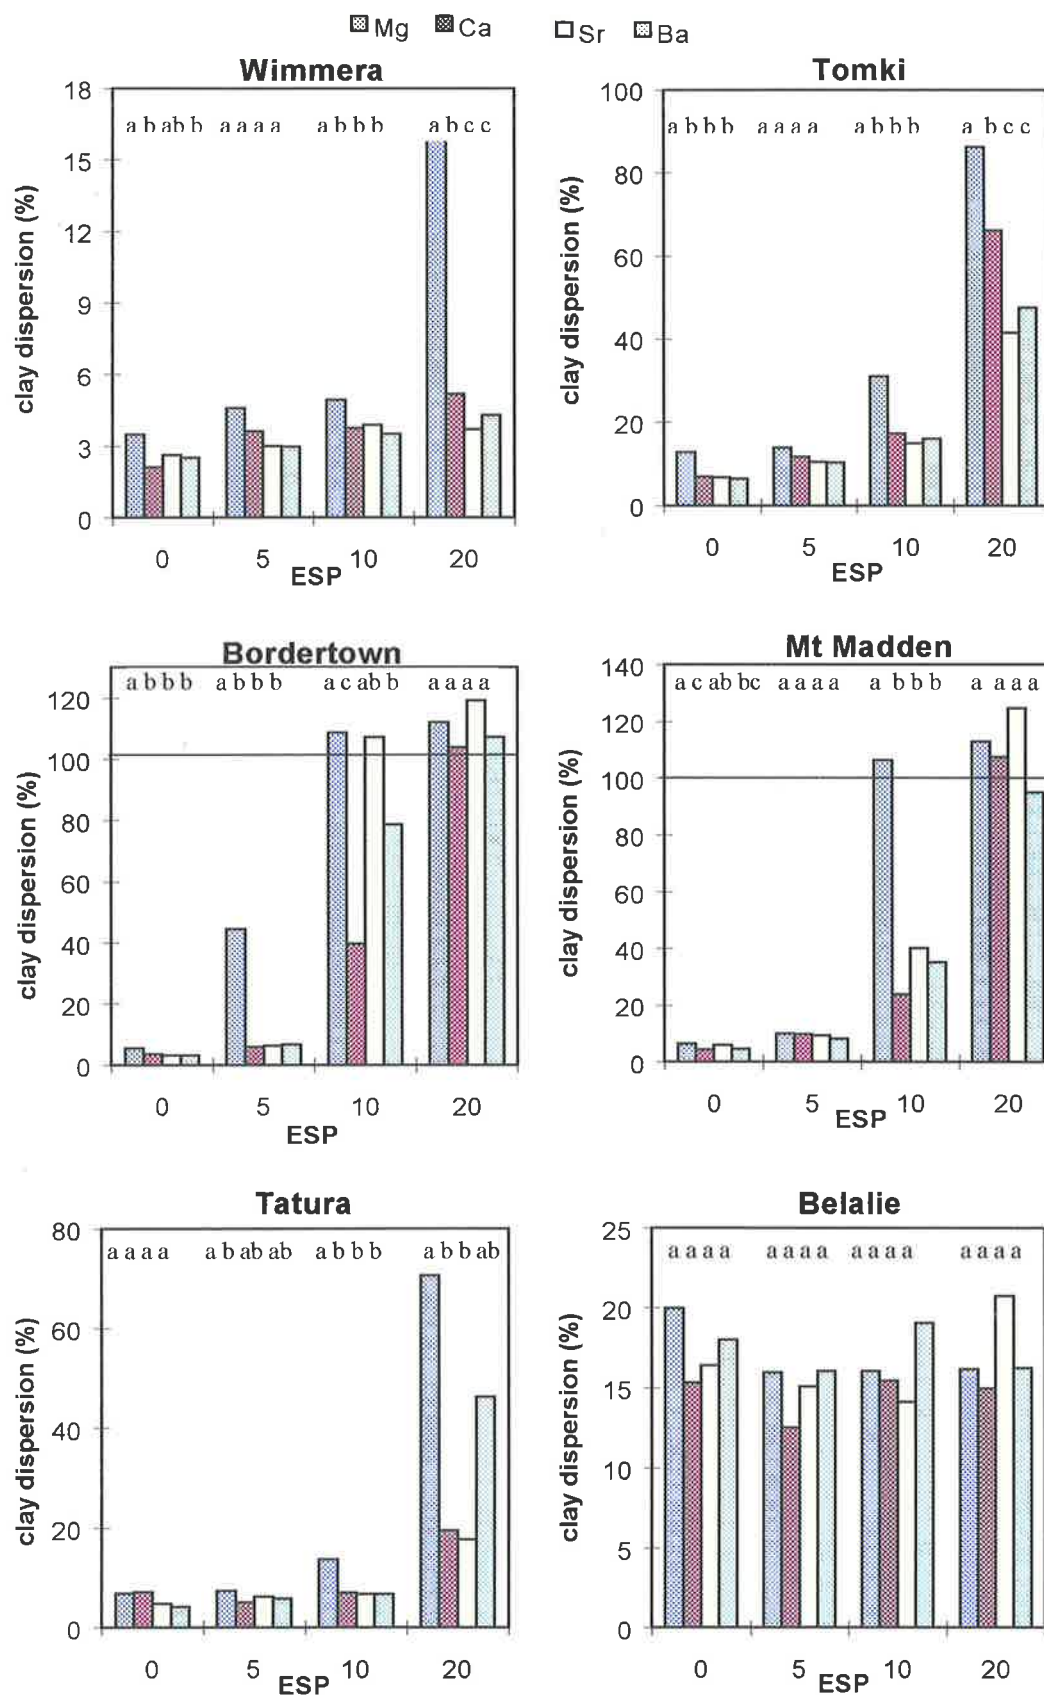 Mg Ca Sr Ba
Wimmera
18
15
12
9
6
3
0
clay dispersion (%)
a b ab b a a a a a b b b a b c c
0 5 10 20
ESP
Tomki
100
80
60
40
20
0
clay dispersion (%)
a b b b a a a a a b b b a b c c
0 5 10 20
ESP
Bordertown
120
100
80
60
40
20
0
clay dispersion (%)
a b b b a b b b a c ab b a a a a
0 5 10 20
ESP
Mt Madden
140
120
100
80
60
40
20
0
clay dispersion (%)
a c ab bc a a a a a b b b a a a a
0 5 10 20
ESP
Tatura
80
60
40
20
0
clay dispersion (%)
a a a a a b ab ab a b b b a b b ab
0 5 10 20
ESP
Belalie
25
20
15
10
5
0
clay dispersion (%)
a a a a a a a a a a a a a a a a
0 5 10 20
ESP